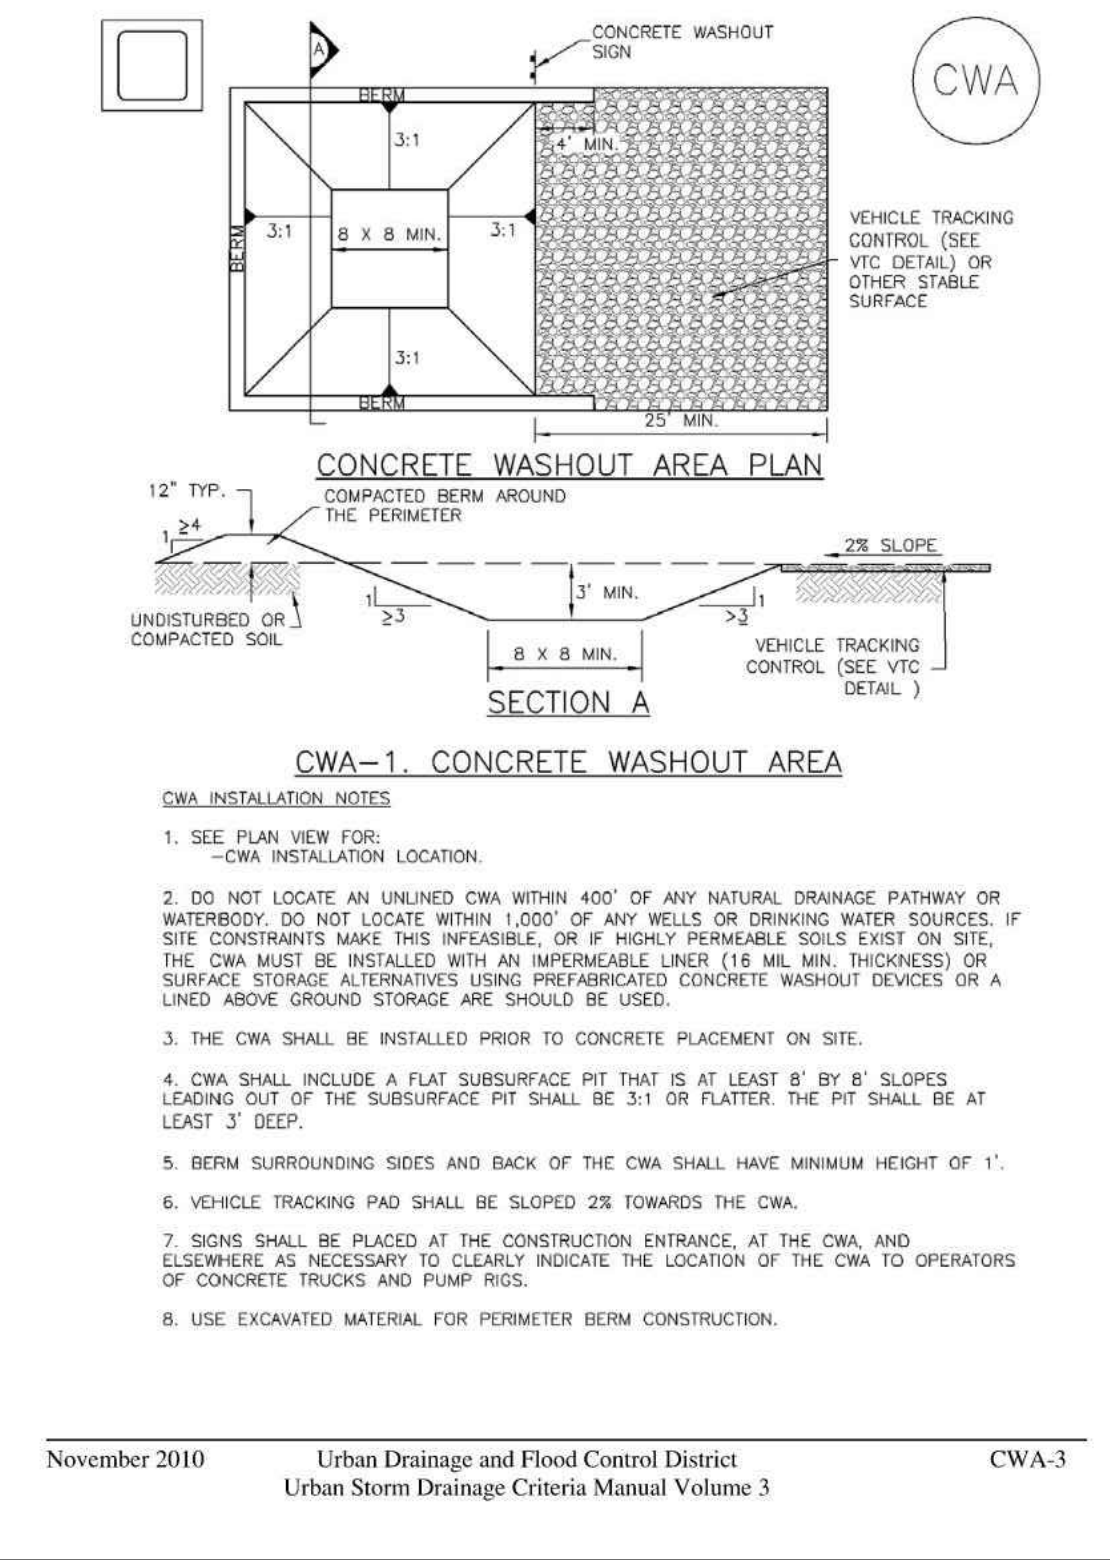 CONCRETE WASHOUT
SIGN
A
CWA
BERM
3:1
4' MIN.
VEHICLE TRACKING
CONTROL (SEE
VTC DETAIL) OR
OTHER STABLE
SURFACE
BERM
3:1
8 X 8 MIN.
3:1
3:1
BERM
25' MIN.
CONCRETE WASHOUT AREA PLAN
12" TYP.
COMPACTED BERM AROUND
THE PERIMETER
1
≥4
2% SLOPE
3' MIN.
1
≥3
1
>3
UNDISTURBED OR
COMPACTED SOIL
8 X 8 MIN.
VEHICLE TRACKING
CONTROL (SEE VTC
DETAIL )
SECTION A
CWA-1. CONCRETE WASHOUT AREA
CWA INSTALLATION NOTES
1. SEE PLAN VIEW FOR:
-CWA INSTALLATION LOCATION.
2. DO NOT LOCATE AN UNLINED CWA WITHIN 400' OF ANY NATURAL DRAINAGE PATHWAY OR
WATERBODY. DO NOT LOCATE WITHIN 1,000' OF ANY WELLS OR DRINKING WATER SOURCES. IF
SITE CONSTRAINTS MAKE THIS INFEASIBLE, OR IF HIGHLY PERMEABLE SOILS EXIST ON SITE,
THE CWA MUST BE INSTALLED WITH AN IMPERMEABLE LINER (16 MIL MIN. THICKNESS) OR
SURFACE STORAGE ALTERNATIVES USING PREFABRICATED CONCRETE WASHOUT DEVICES OR A
LINED ABOVE GROUND STORAGE ARE SHOULD BE USED.
3. THE CWA SHALL BE INSTALLED PRIOR TO CONCRETE PLACEMENT ON SITE.
4. CWA SHALL INCLUDE A FLAT SUBSURFACE PIT THAT IS AT LEAST 8' BY 8' SLOPES
LEADING OUT OF THE SUBSURFACE PIT SHALL BE 3:1 OR FLATTER. THE PIT SHALL BE AT
LEAST 3' DEEP.
5. BERM SURROUNDING SIDES AND BACK OF THE CWA SHALL HAVE MINIMUM HEIGHT OF 1'.
6. VEHICLE TRACKING PAD SHALL BE SLOPED 2% TOWARDS THE CWA.
7. SIGNS SHALL BE PLACED AT THE CONSTRUCTION ENTRANCE, AT THE CWA, AND
ELSEWHERE AS NECESSARY TO CLEARLY INDICATE THE LOCATION OF THE CWA TO OPERATORS
OF CONCRETE TRUCKS AND PUMP RIGS.
8. USE EXCAVATED MATERIAL FOR PERIMETER BERM CONSTRUCTION.
November 2010
Urban Drainage and Flood Control District
CWA-3
Urban Storm Drainage Criteria Manual Volume 3